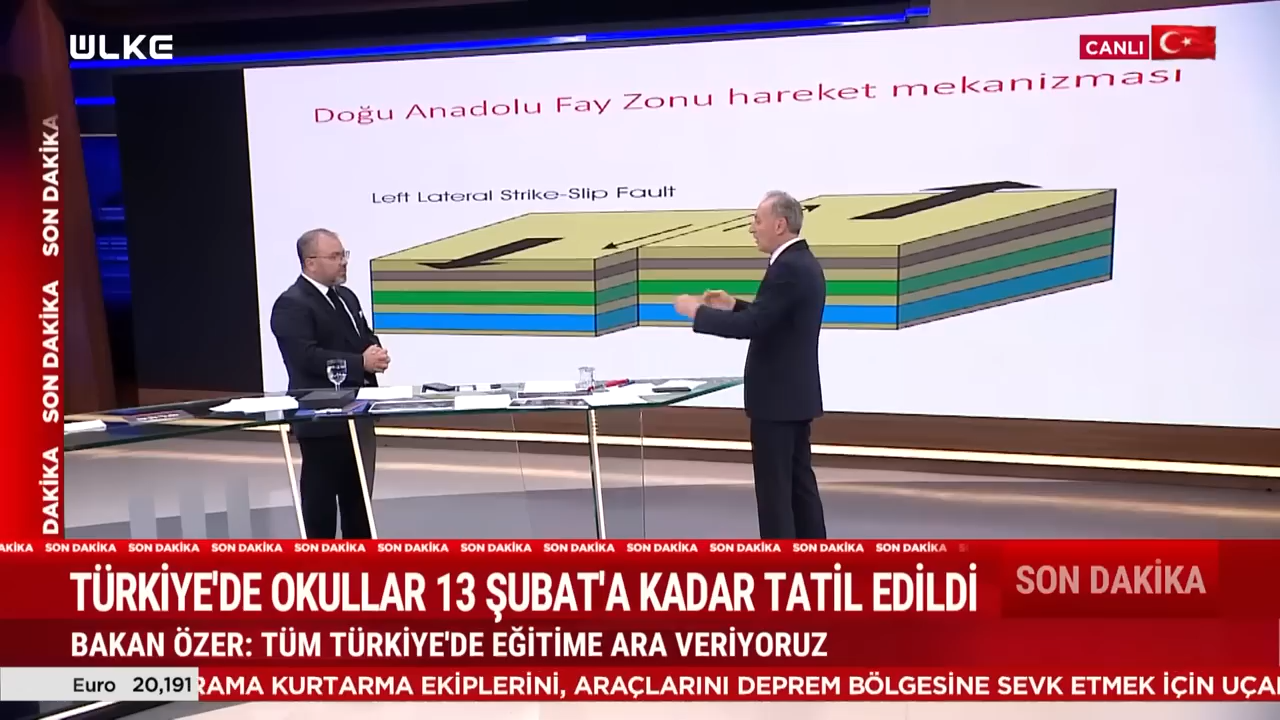 ÜLKE
CANLI
Doğu Anadolu Fay Zonu hareket mekanizması
Left Lateral Strike-Slip Fault
SON DAKİKA
SON DAKİKA
DAKİKA
AKİKA SON DAKİKA SON DAKİKA SON DAKİKA SON DAKİKA SON DAKİKA SON DAKİKA SON DAKİKA SON DAKİKA SON DAKİKA SON DAKİKA SON DAKİKA
TÜRKİYE'DE OKULLAR 13 ŞUBAT'A KADAR TATİL EDİLDİ
SON DAKİKA
BAKAN ÖZER: TÜM TÜRKİYE'DE EĞİTİME ARA VERİYORUZ
Euro 20,191
RAMA KURTARMA EKİPLERİNİ, ARAÇLARINI DEPREM BÖLGESİNE SEVK ETMEK İÇİN UÇA